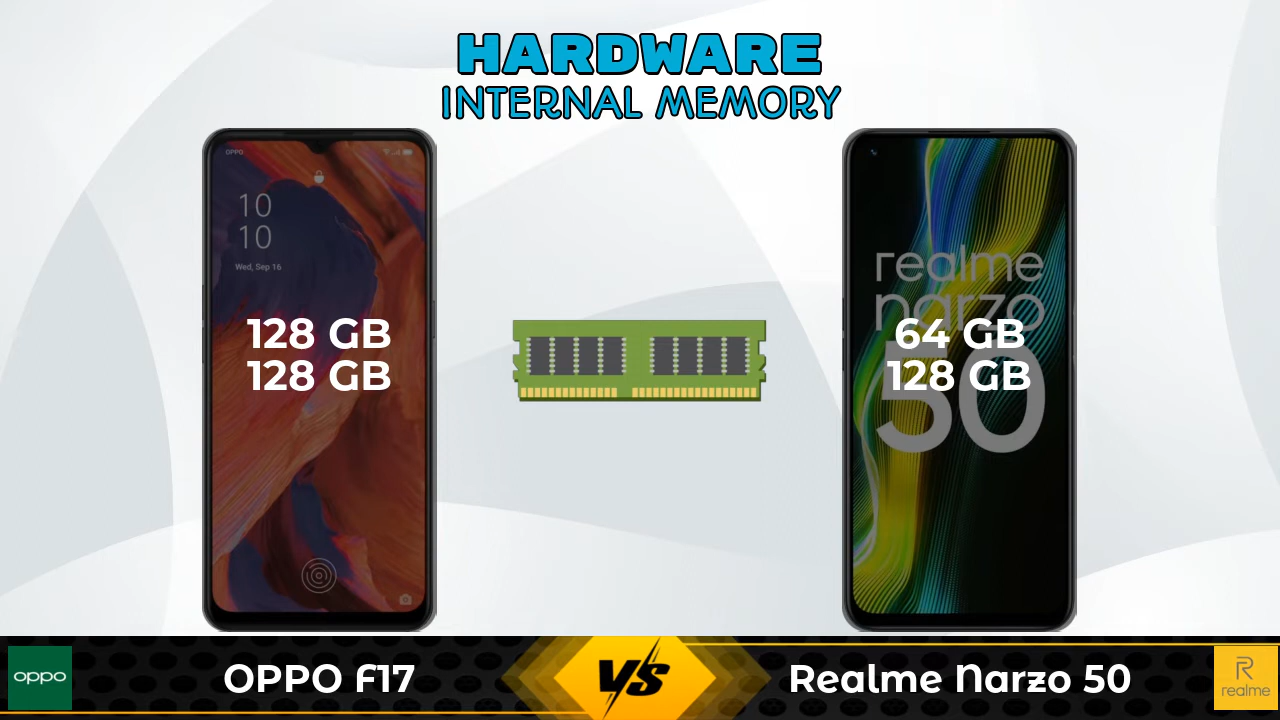 HARDWARE
INTERNAL MEMORY
OPPO
10
10
Wed, Sep 16
128 GB
128 GB
realme
narzo
50
64 GB
128 GB
oppo
OPPO F17
VS
Realme Narzo 50
R
realme